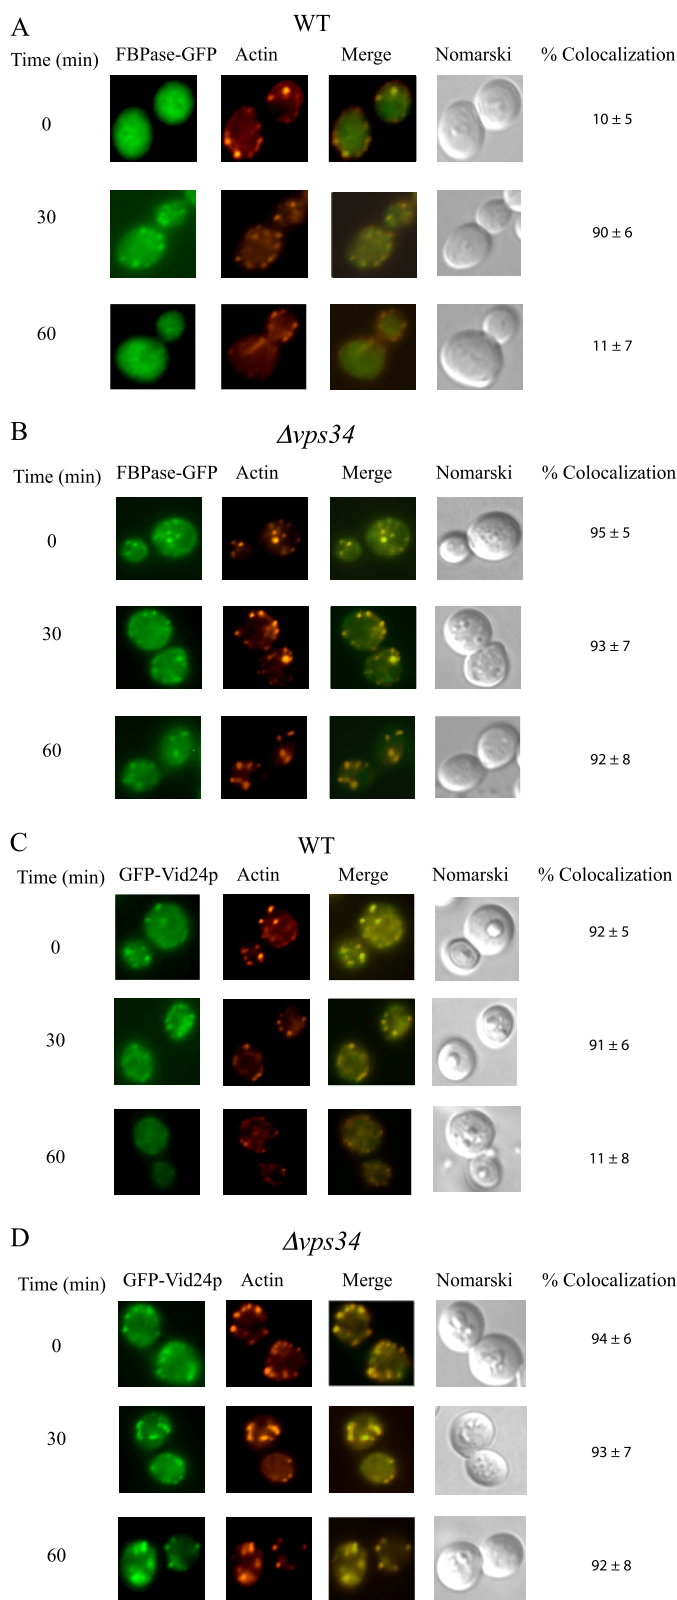 A
WT
Time (min) FBPase-GFP Actin Merge Nomarski % Colocalization
0 10 ± 5
30 90 ± 6
60 11 ± 7
B
Δvps34
Time (min) FBPase-GFP Actin Merge Nomarski % Colocalization
0 95 ± 5
30 93 ± 7
60 92 ± 8
C
WT
Time (min) GFP-Vid24p Actin Merge Nomarski % Colocalization
0 92 ± 5
30 91 ± 6
60 11 ± 8
D
Δvps34
Time (min) GFP-Vid24p Actin Merge Nomarski % Colocalization
0 94 ± 6
30 93 ± 7
60 92 ± 8